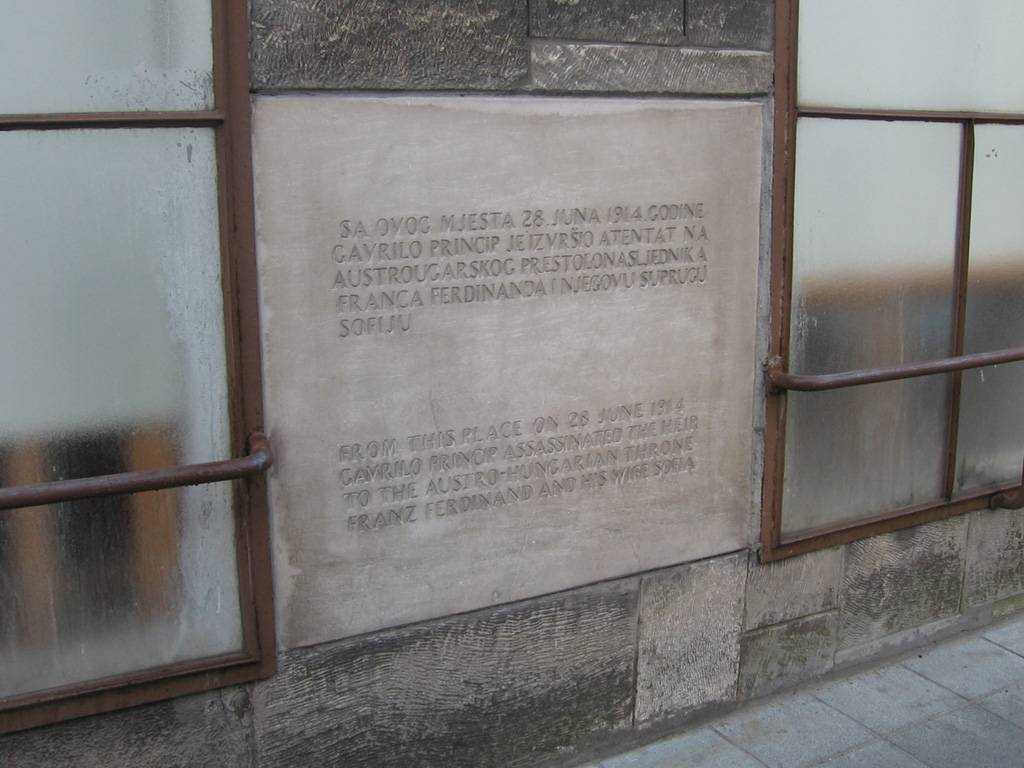 SA OVOG MJESTA 28. JUNA 1914. GODINE
GAVRILO PRINCIP JE IZVRŠIO ATENTAT NA
AUSTROUGARSKOG PRESTOLONASLJEDNIKA
FRANCA FERDINANDA I NJEGOVU SUPRUGU
SOFIJU
FROM THIS PLACE ON 28 JUNE 1914
GAVRILO PRINCIP ASSASSINATED THE HEIR
TO THE AUSTRO-HUNGARIAN THRONE
FRANZ FERDINAND AND HIS WIFE SOFIA